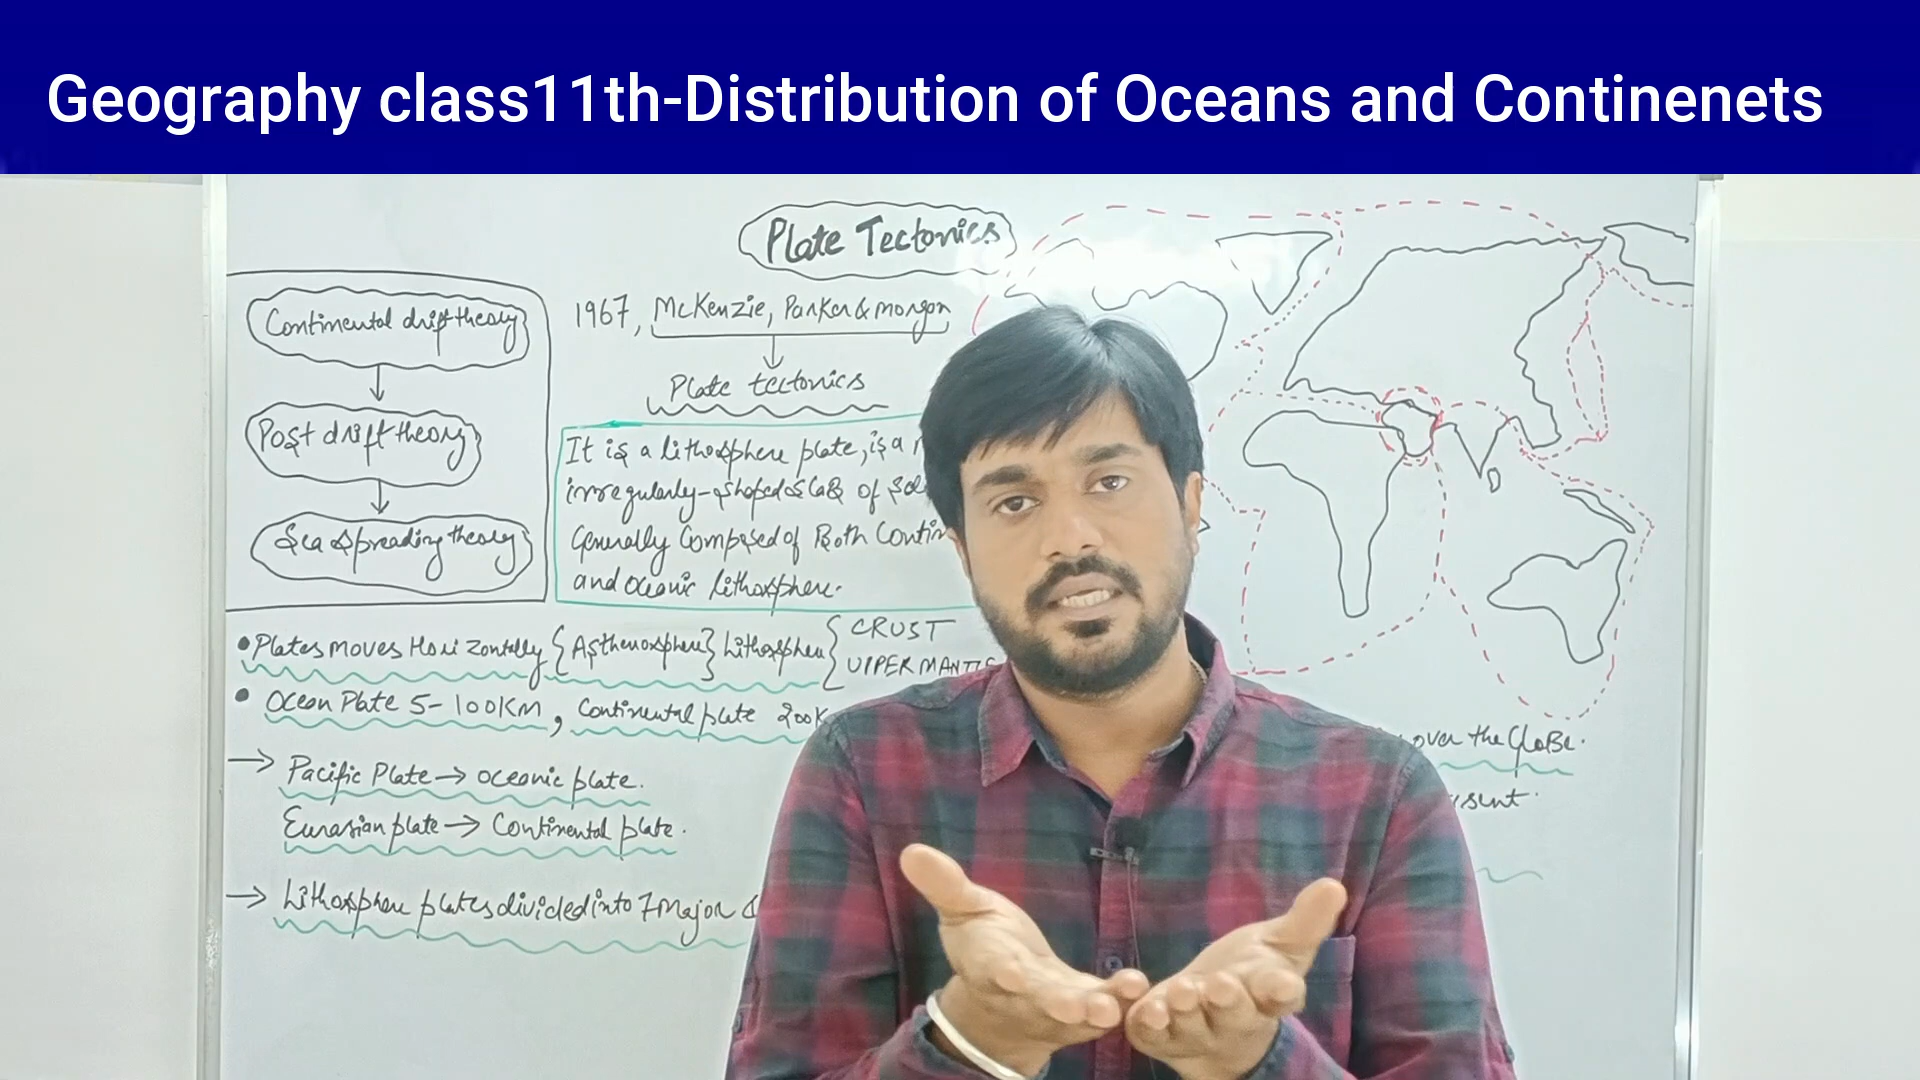 Geography class11th-Distribution of Oceans and Continenets
Plate Tectonics
Continental drift theory
Post drift theory
Sea spreading theory
1967, McKenzie, Parker & morgon
Plate tectonics
It is a lithosphere plate, is a
irregularly-shaped slab of
Generally Composed of Both
and oceanic lithosphere.
• Plates moves Horizontally {Asthenosphere} lithosphere { CRUST
UPPER
• Ocean Plate 5-100KM, Continental plate 200
→ Pacific Plate → oceanic plate.
Eurasian plate → Continental plate.
→ Lithosphere plates divided into 7 Major
over the GloBe.